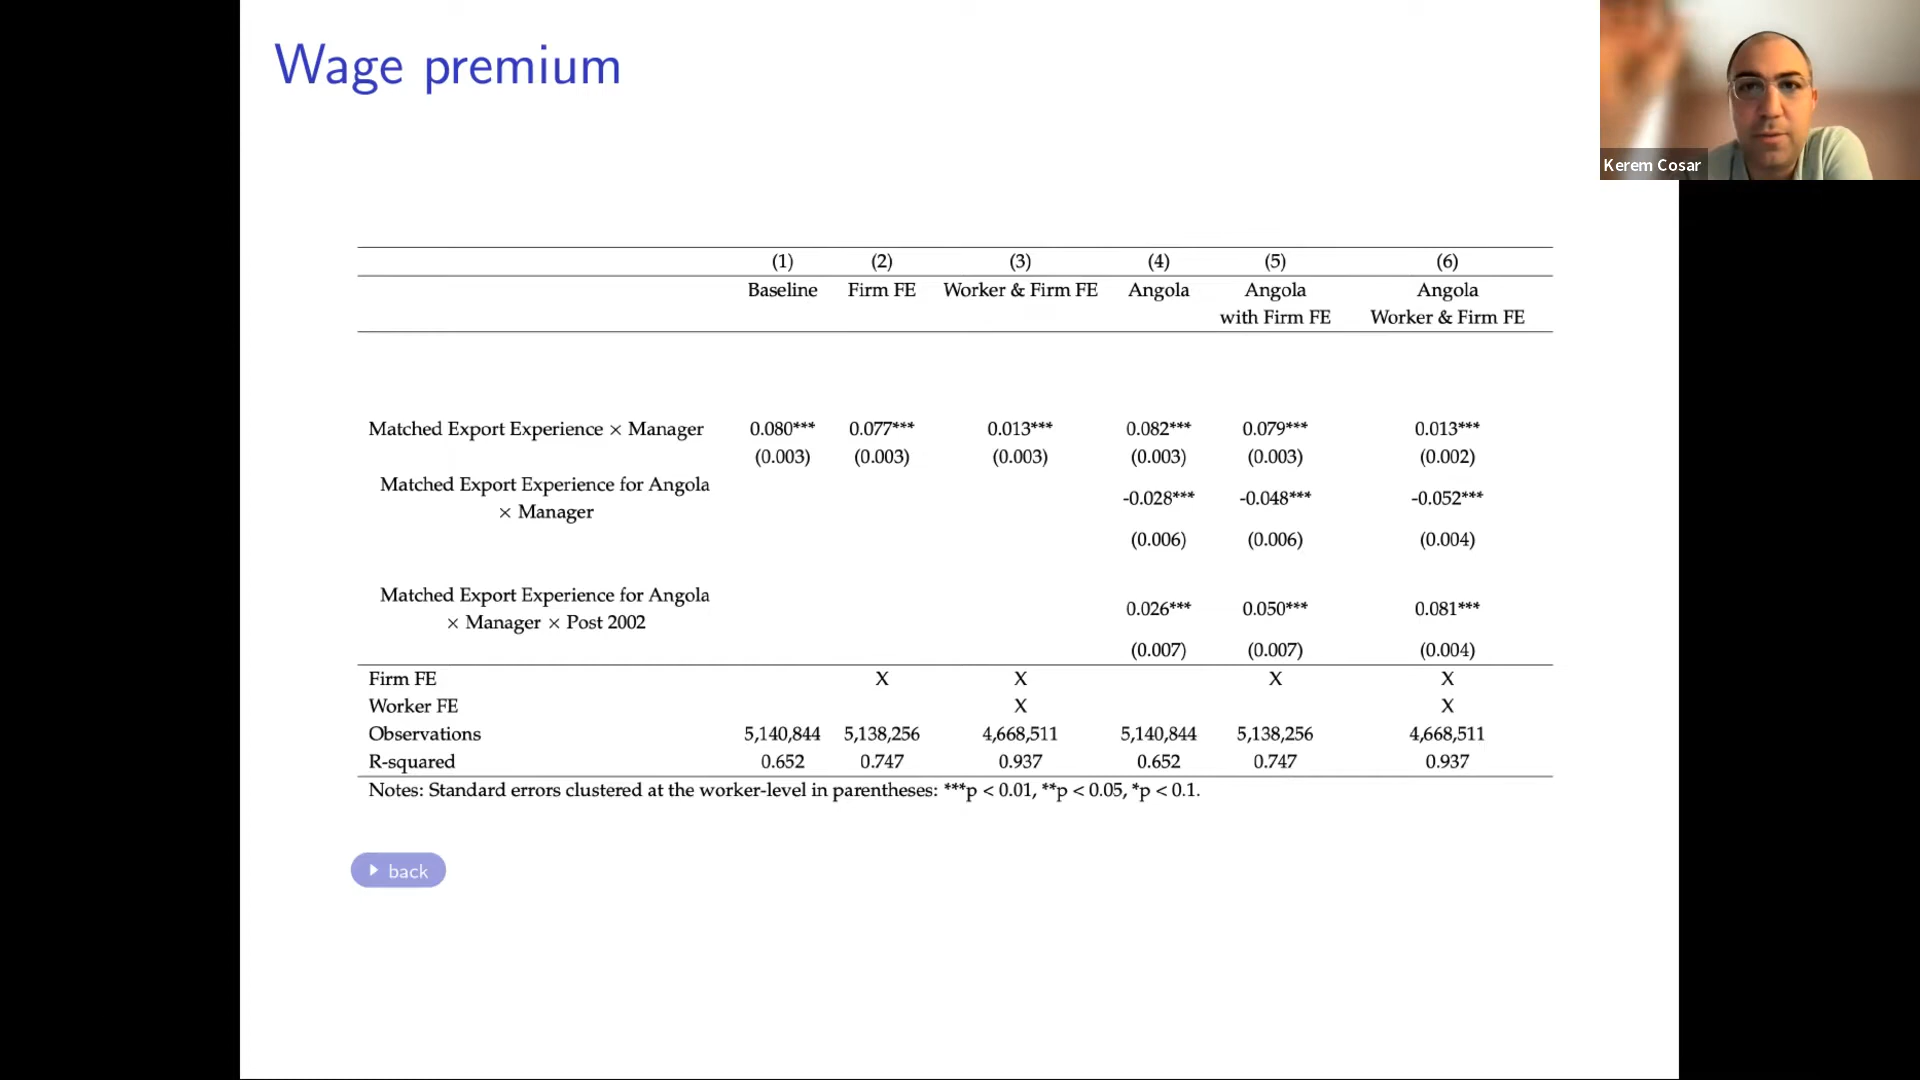 Wage premium
Kerem Cosar
(1) (2) (3) (4) (5) (6)
Baseline Firm FE Worker & Firm FE Angola Angola Angola
with Firm FE Worker & Firm FE
Matched Export Experience × Manager 0.080*** 0.077*** 0.013*** 0.082*** 0.079*** 0.013***
(0.003) (0.003) (0.003) (0.003) (0.003) (0.002)
Matched Export Experience for Angola
× Manager -0.028*** -0.048*** -0.052***
(0.006) (0.006) (0.004)
Matched Export Experience for Angola
× Manager × Post 2002 0.026*** 0.050*** 0.081***
(0.007) (0.007) (0.004)
Firm FE X X X X
Worker FE X X
Observations 5,140,844 5,138,256 4,668,511 5,140,844 5,138,256 4,668,511
R-squared 0.652 0.747 0.937 0.652 0.747 0.937
Notes: Standard errors clustered at the worker-level in parentheses: ***p < 0.01, **p < 0.05, *p < 0.1.
back